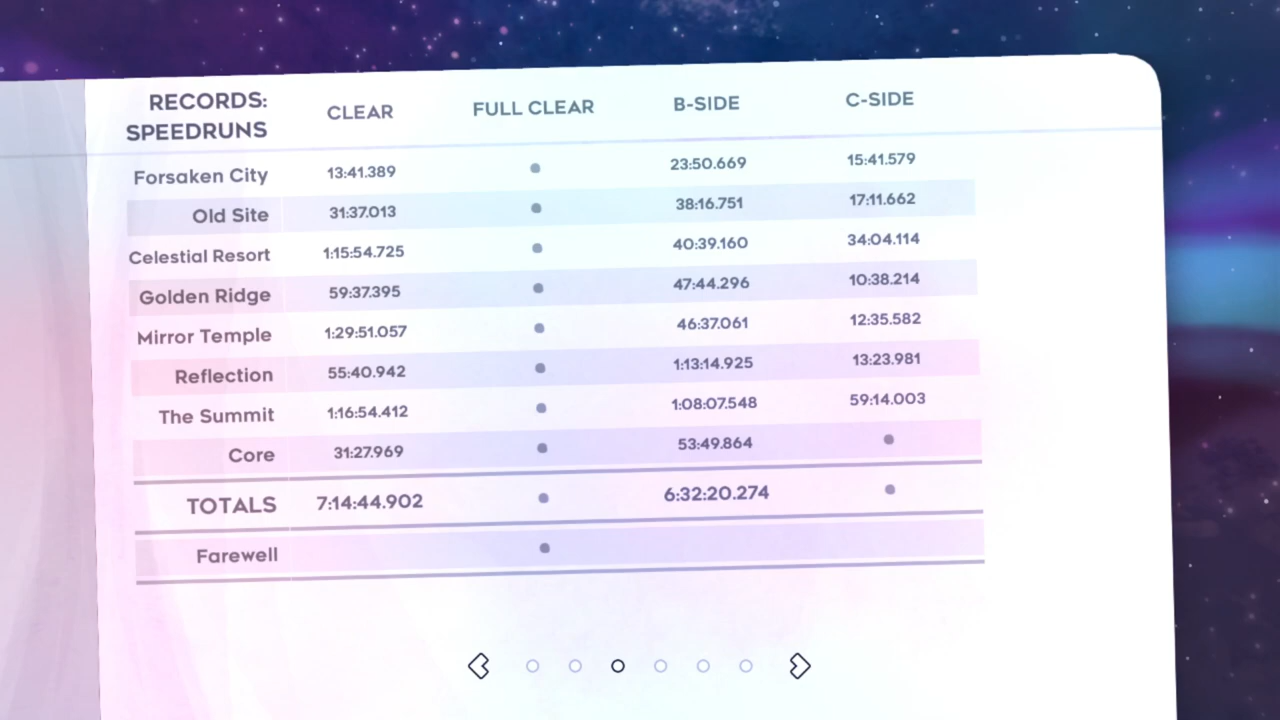 RECORDS: SPEEDRUNS CLEAR FULL CLEAR B-SIDE C-SIDE
Forsaken City 13:41.389 • 23:50.669 15:41.579
Old Site 31:37.013 • 38:16.751 17:11.662
Celestial Resort 1:15:54.725 • 40:39.160 34:04.114
Golden Ridge 59:37.395 • 47:44.296 10:38.214
Mirror Temple 1:29:51.057 • 46:37.061 12:35.582
Reflection 55:40.942 • 1:13:14.925 13:23.981
The Summit 1:16:54.412 • 1:08:07.548 59:14.003
Core 31:27.969 • 53:49.864 •
TOTALS 7:14:44.902 • 6:32:20.274 •
Farewell •